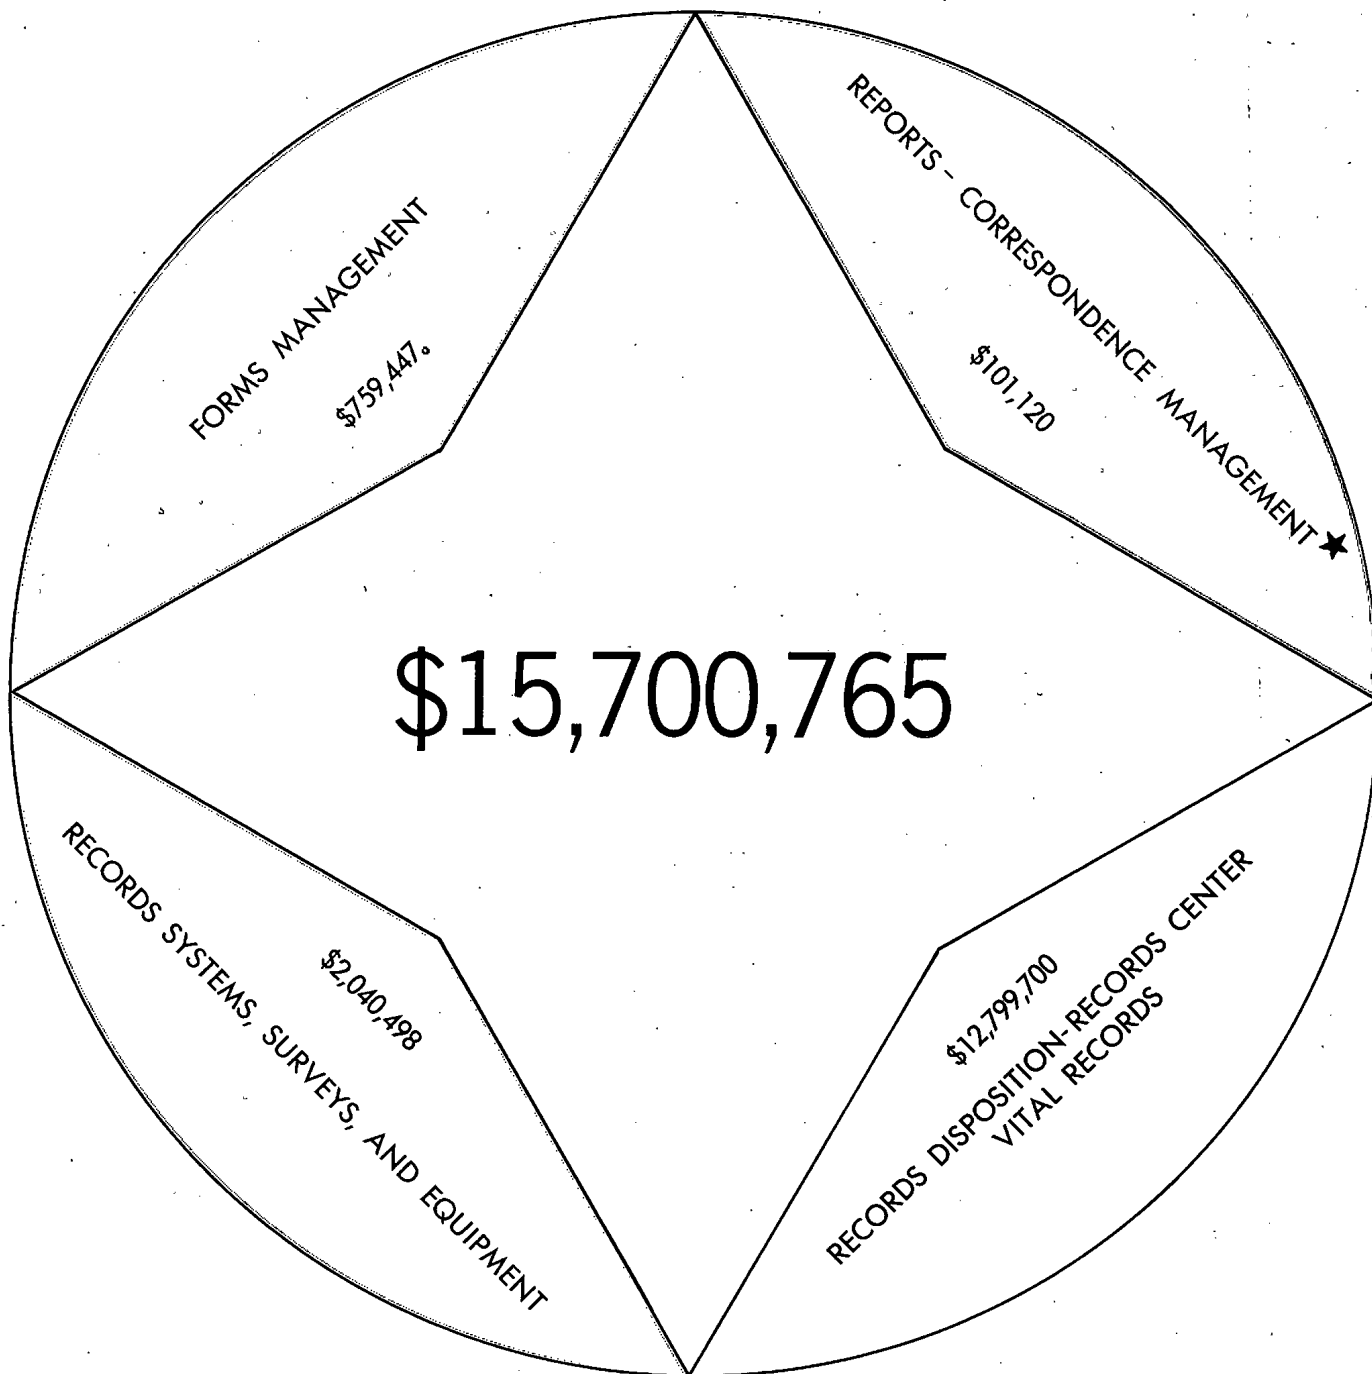 FORMS MANAGEMENT
$759,447.
REPORTS - CORRESPONDENCE MANAGEMENT ★
$101,120
$15,700,765
RECORDS SYSTEMS, SURVEYS, AND EQUIPMENT
$2,040,498
$12,799,700
RECORDS DISPOSITION-RECORDS CENTER
VITAL RECORDS